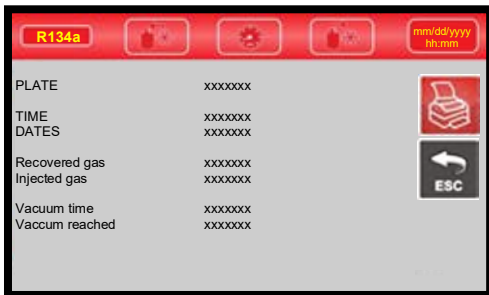 R134a
mm/dd/yyyy
hh:mm
PLATE xxxxxxx
TIME xxxxxxx
DATES xxxxxxx
Recovered gas xxxxxxx
Injected gas xxxxxxx
Vacuum time xxxxxxx
Vaccum reached xxxxxxx
ESC